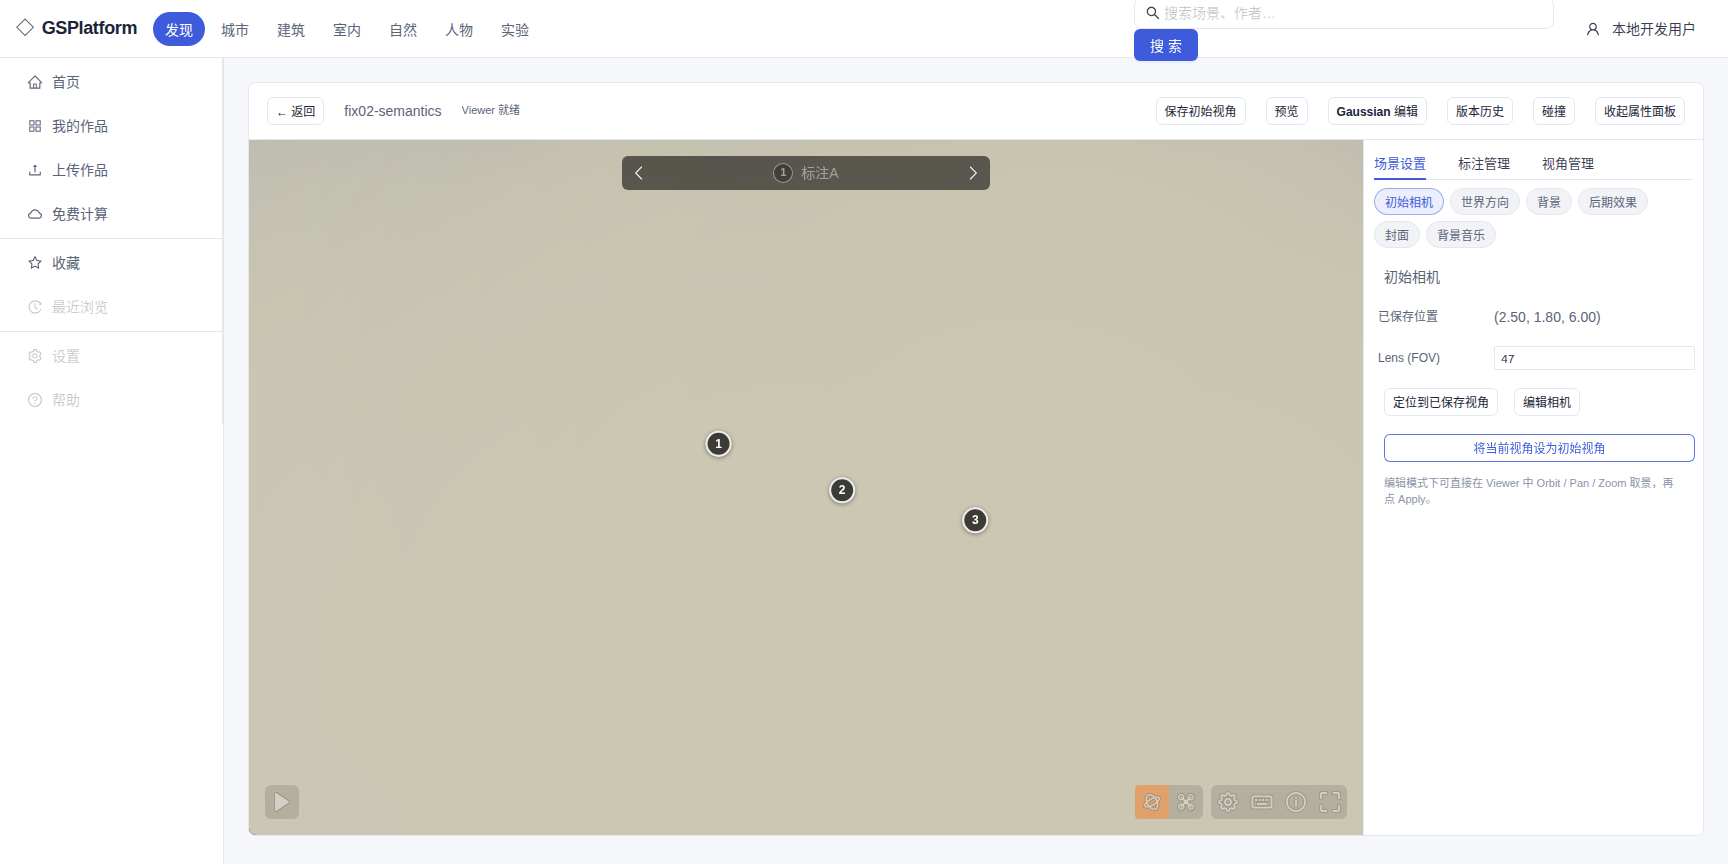 GSPlatform 发现 城市 建筑 室内 自然 人物 实验
搜索场景、作者…
搜 索
本地开发用户
首页
我的作品
上传作品
免费计算
收藏
最近浏览
设置
帮助
← 返回 fix02-semantics Viewer 就绪 保存初始视角 预览 Gaussian 编辑 版本历史 碰撞 收起属性面板
1 标注A
1
2
3
场景设置 标注管理 视角管理
初始相机 世界方向 背景 后期效果
封面 背景音乐
初始相机
已保存位置 (2.50, 1.80, 6.00)
Lens (FOV) 47
定位到已保存视角 编辑相机
将当前视角设为初始视角
编辑模式下可直接在 Viewer 中 Orbit / Pan / Zoom 取景，再
点 Apply。